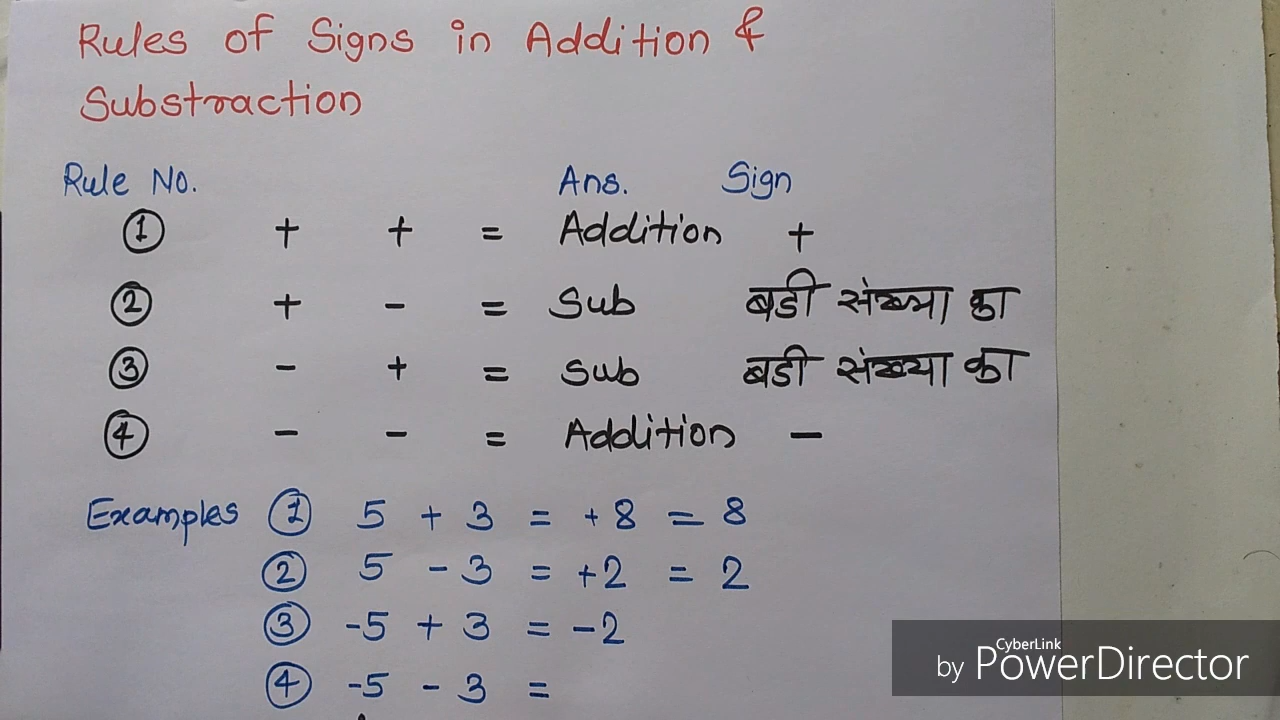 Rules of Signs in Addition &
Substraction
Rule No. Ans. Sign
① + + = Addition +
② + - = Sub बडी संख्या का
③ - + = Sub बडी संख्या का
④ - - = Addition -
Examples ① 5 + 3 = +8 = 8
② 5 - 3 = +2 = 2
③ -5 + 3 = -2
④ -5 - 3 =
CyberLink
by PowerDirector